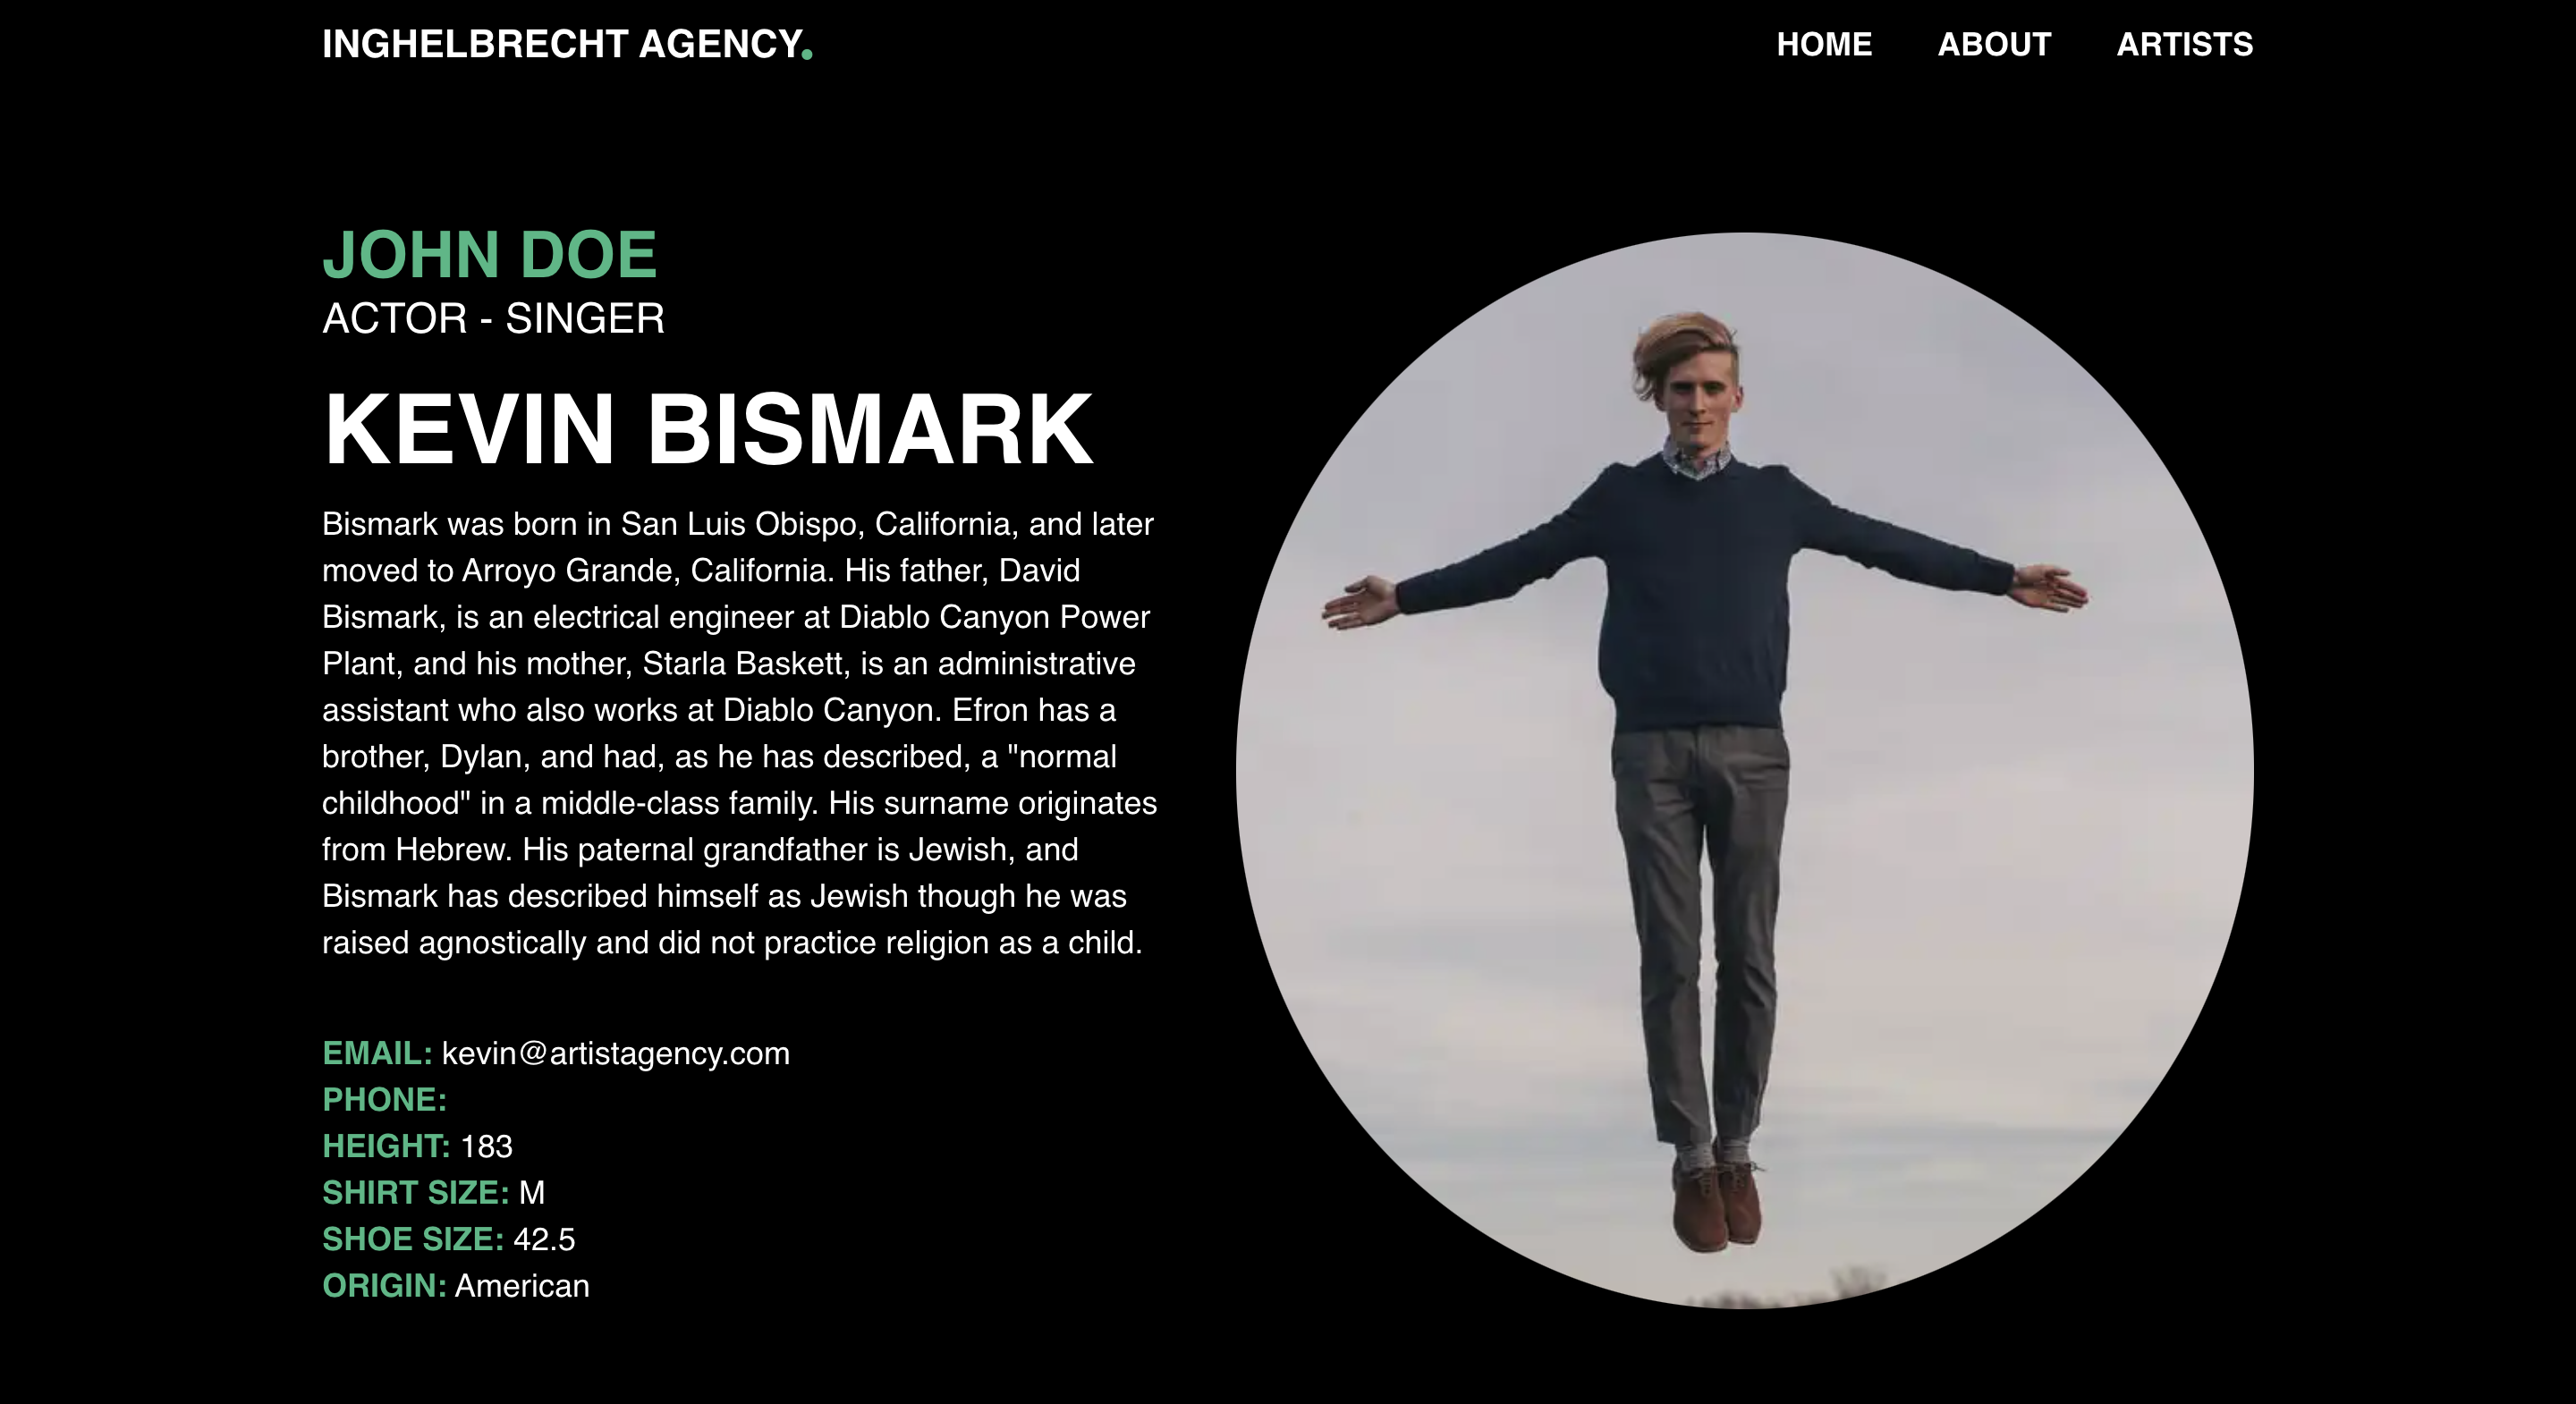 INGHELBRECHT AGENCY.
HOME ABOUT ARTISTS
JOHN DOE
ACTOR - SINGER
KEVIN BISMARK
Bismark was born in San Luis Obispo, California, and later
moved to Arroyo Grande, California. His father, David
Bismark, is an electrical engineer at Diablo Canyon Power
Plant, and his mother, Starla Baskett, is an administrative
assistant who also works at Diablo Canyon. Efron has a
brother, Dylan, and had, as he has described, a "normal
childhood" in a middle-class family. His surname originates
from Hebrew. His paternal grandfather is Jewish, and
Bismark has described himself as Jewish though he was
raised agnostically and did not practice religion as a child.
EMAIL: kevin@artistagency.com
PHONE:
HEIGHT: 183
SHIRT SIZE: M
SHOE SIZE: 42.5
ORIGIN: American